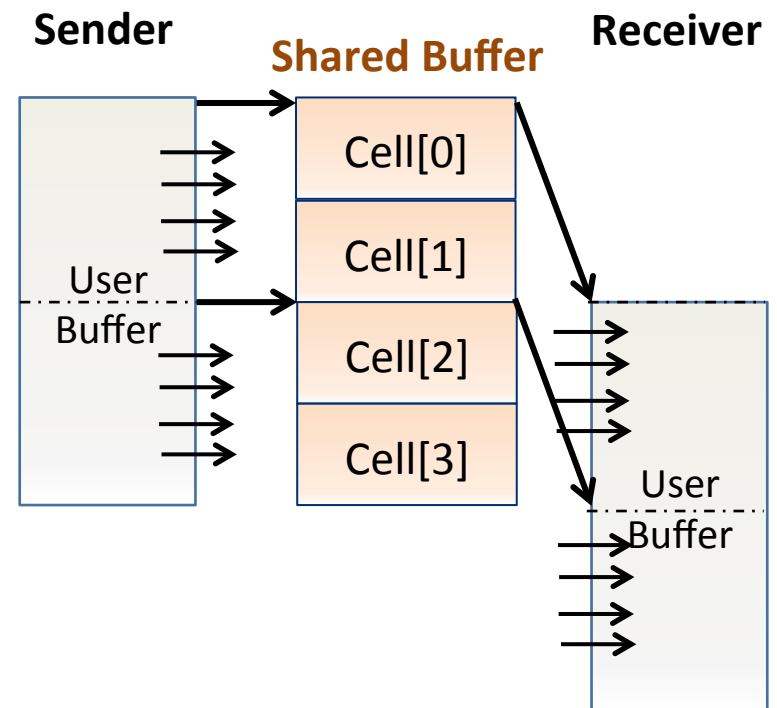 Sender
Shared Buffer
Receiver
Cell[0]
Cell[1]
Cell[2]
Cell[3]
User
Buffer
User
Buffer